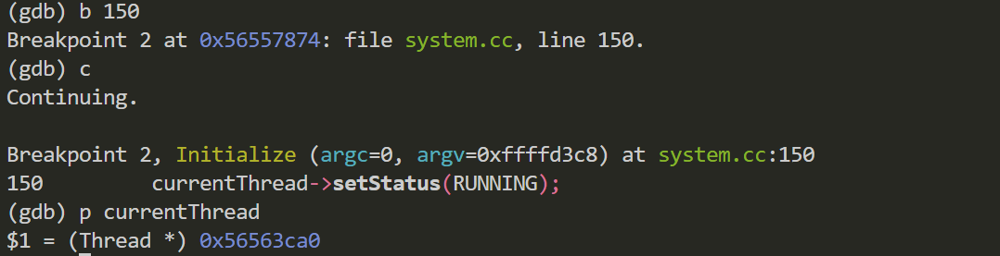 (gdb) b 150
Breakpoint 2 at 0x56557874: file system.cc, line 150.
(gdb) c
Continuing.

Breakpoint 2, Initialize (argc=0, argv=0xffffd3c8) at system.cc:150
150         currentThread->setStatus(RUNNING);
(gdb) p currentThread
$1 = (Thread *) 0x56563ca0